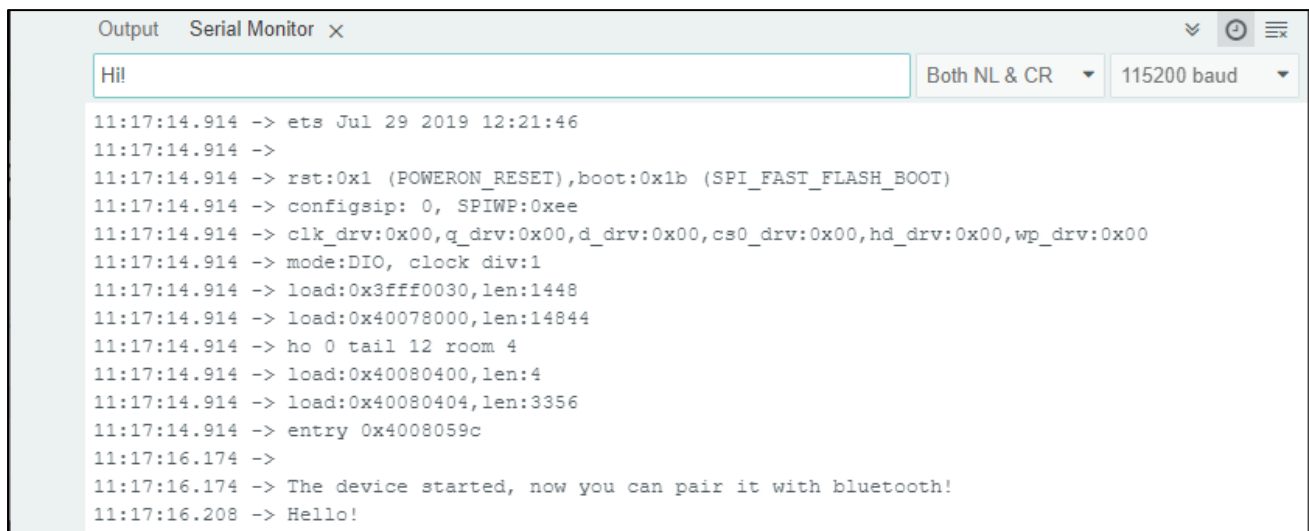 Output Serial Monitor ×
Hi! Both NL & CR 115200 baud
11:17:14.914 -> ets Jul 29 2019 12:21:46
11:17:14.914 ->
11:17:14.914 -> rst:0x1 (POWERON_RESET),boot:0x1b (SPI_FAST_FLASH_BOOT)
11:17:14.914 -> configsip: 0, SPIWP:0xee
11:17:14.914 -> clk_drv:0x00,q_drv:0x00,d_drv:0x00,cs0_drv:0x00,hd_drv:0x00,wp_drv:0x00
11:17:14.914 -> mode:DIO, clock div:1
11:17:14.914 -> load:0x3fff0030,len:1448
11:17:14.914 -> load:0x40078000,len:14844
11:17:14.914 -> ho 0 tail 12 room 4
11:17:14.914 -> load:0x40080400,len:4
11:17:14.914 -> load:0x40080404,len:3356
11:17:14.914 -> entry 0x4008059c
11:17:16.174 ->
11:17:16.174 -> The device started, now you can pair it with bluetooth!
11:17:16.208 -> Hello!